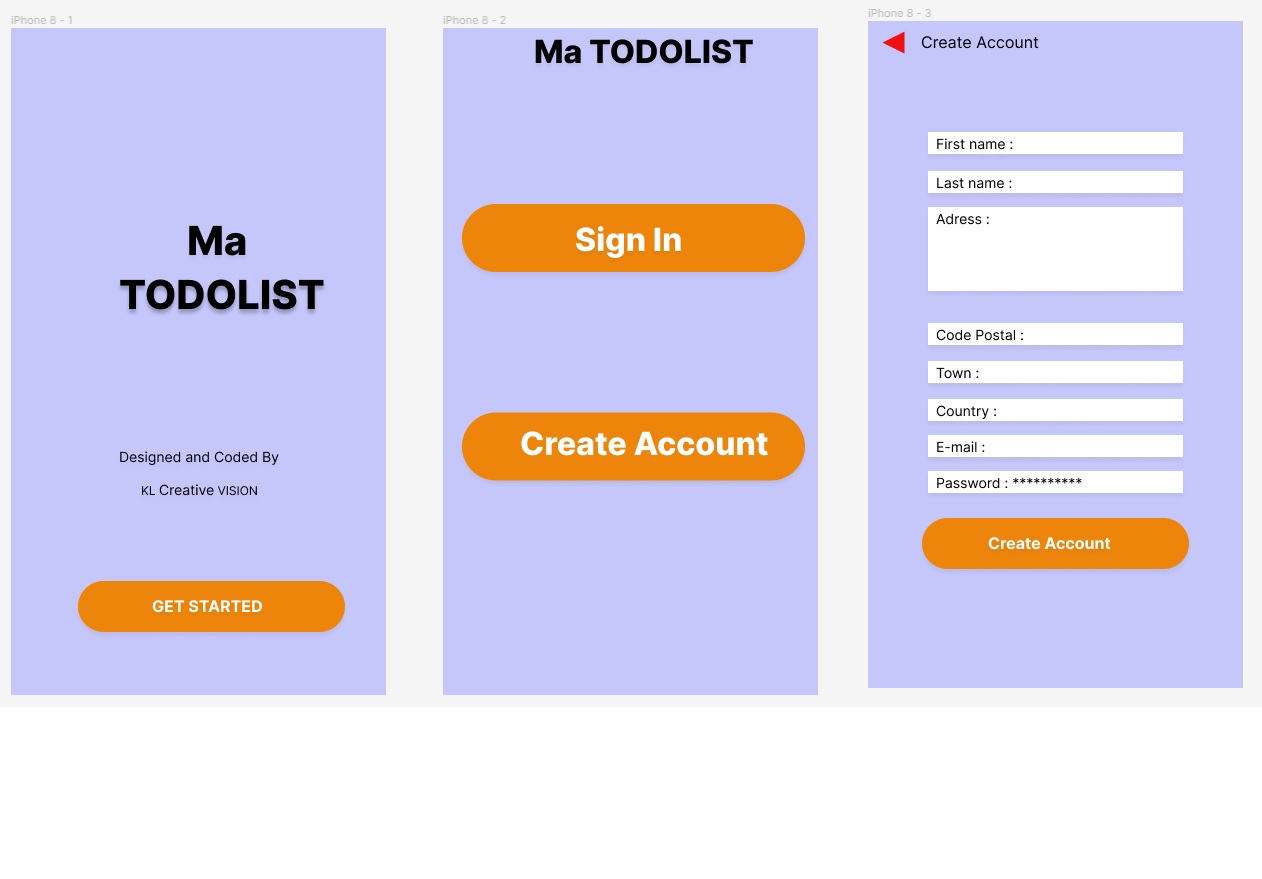 iPhone 8 - 1
Ma
TODOLIST
Designed and Coded By
KL Creative VISION
GET STARTED
iPhone 8 - 2
Ma TODOLIST
Sign In
Create Account
iPhone 8 - 3
Create Account
First name :
Last name :
Adress :
Code Postal :
Town :
Country :
E-mail :
Password : **********
Create Account